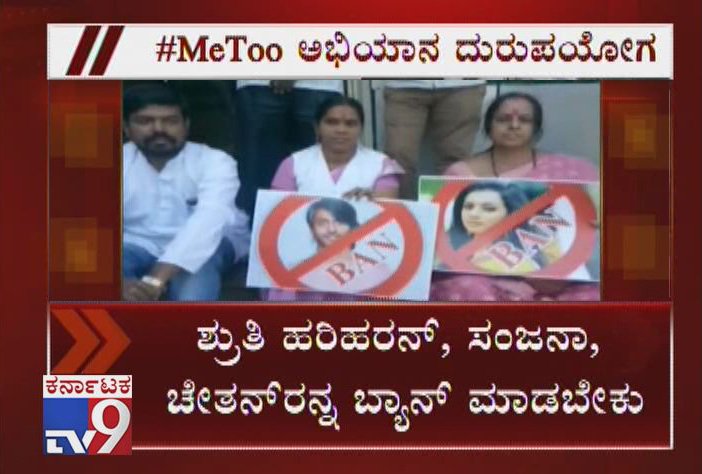 #MeToo ಅಭಿಯಾನ ದುರುಪಯೋಗ
BAN
BAN
ಶ್ರುತಿ ಹರಿಹರನ್, ಸಂಜನಾ,
ಚೇತನ್‌ರನ್ನ ಬ್ಯಾನ್ ಮಾಡಬೇಕು
ಕರ್ನಾಟಕ
TV9